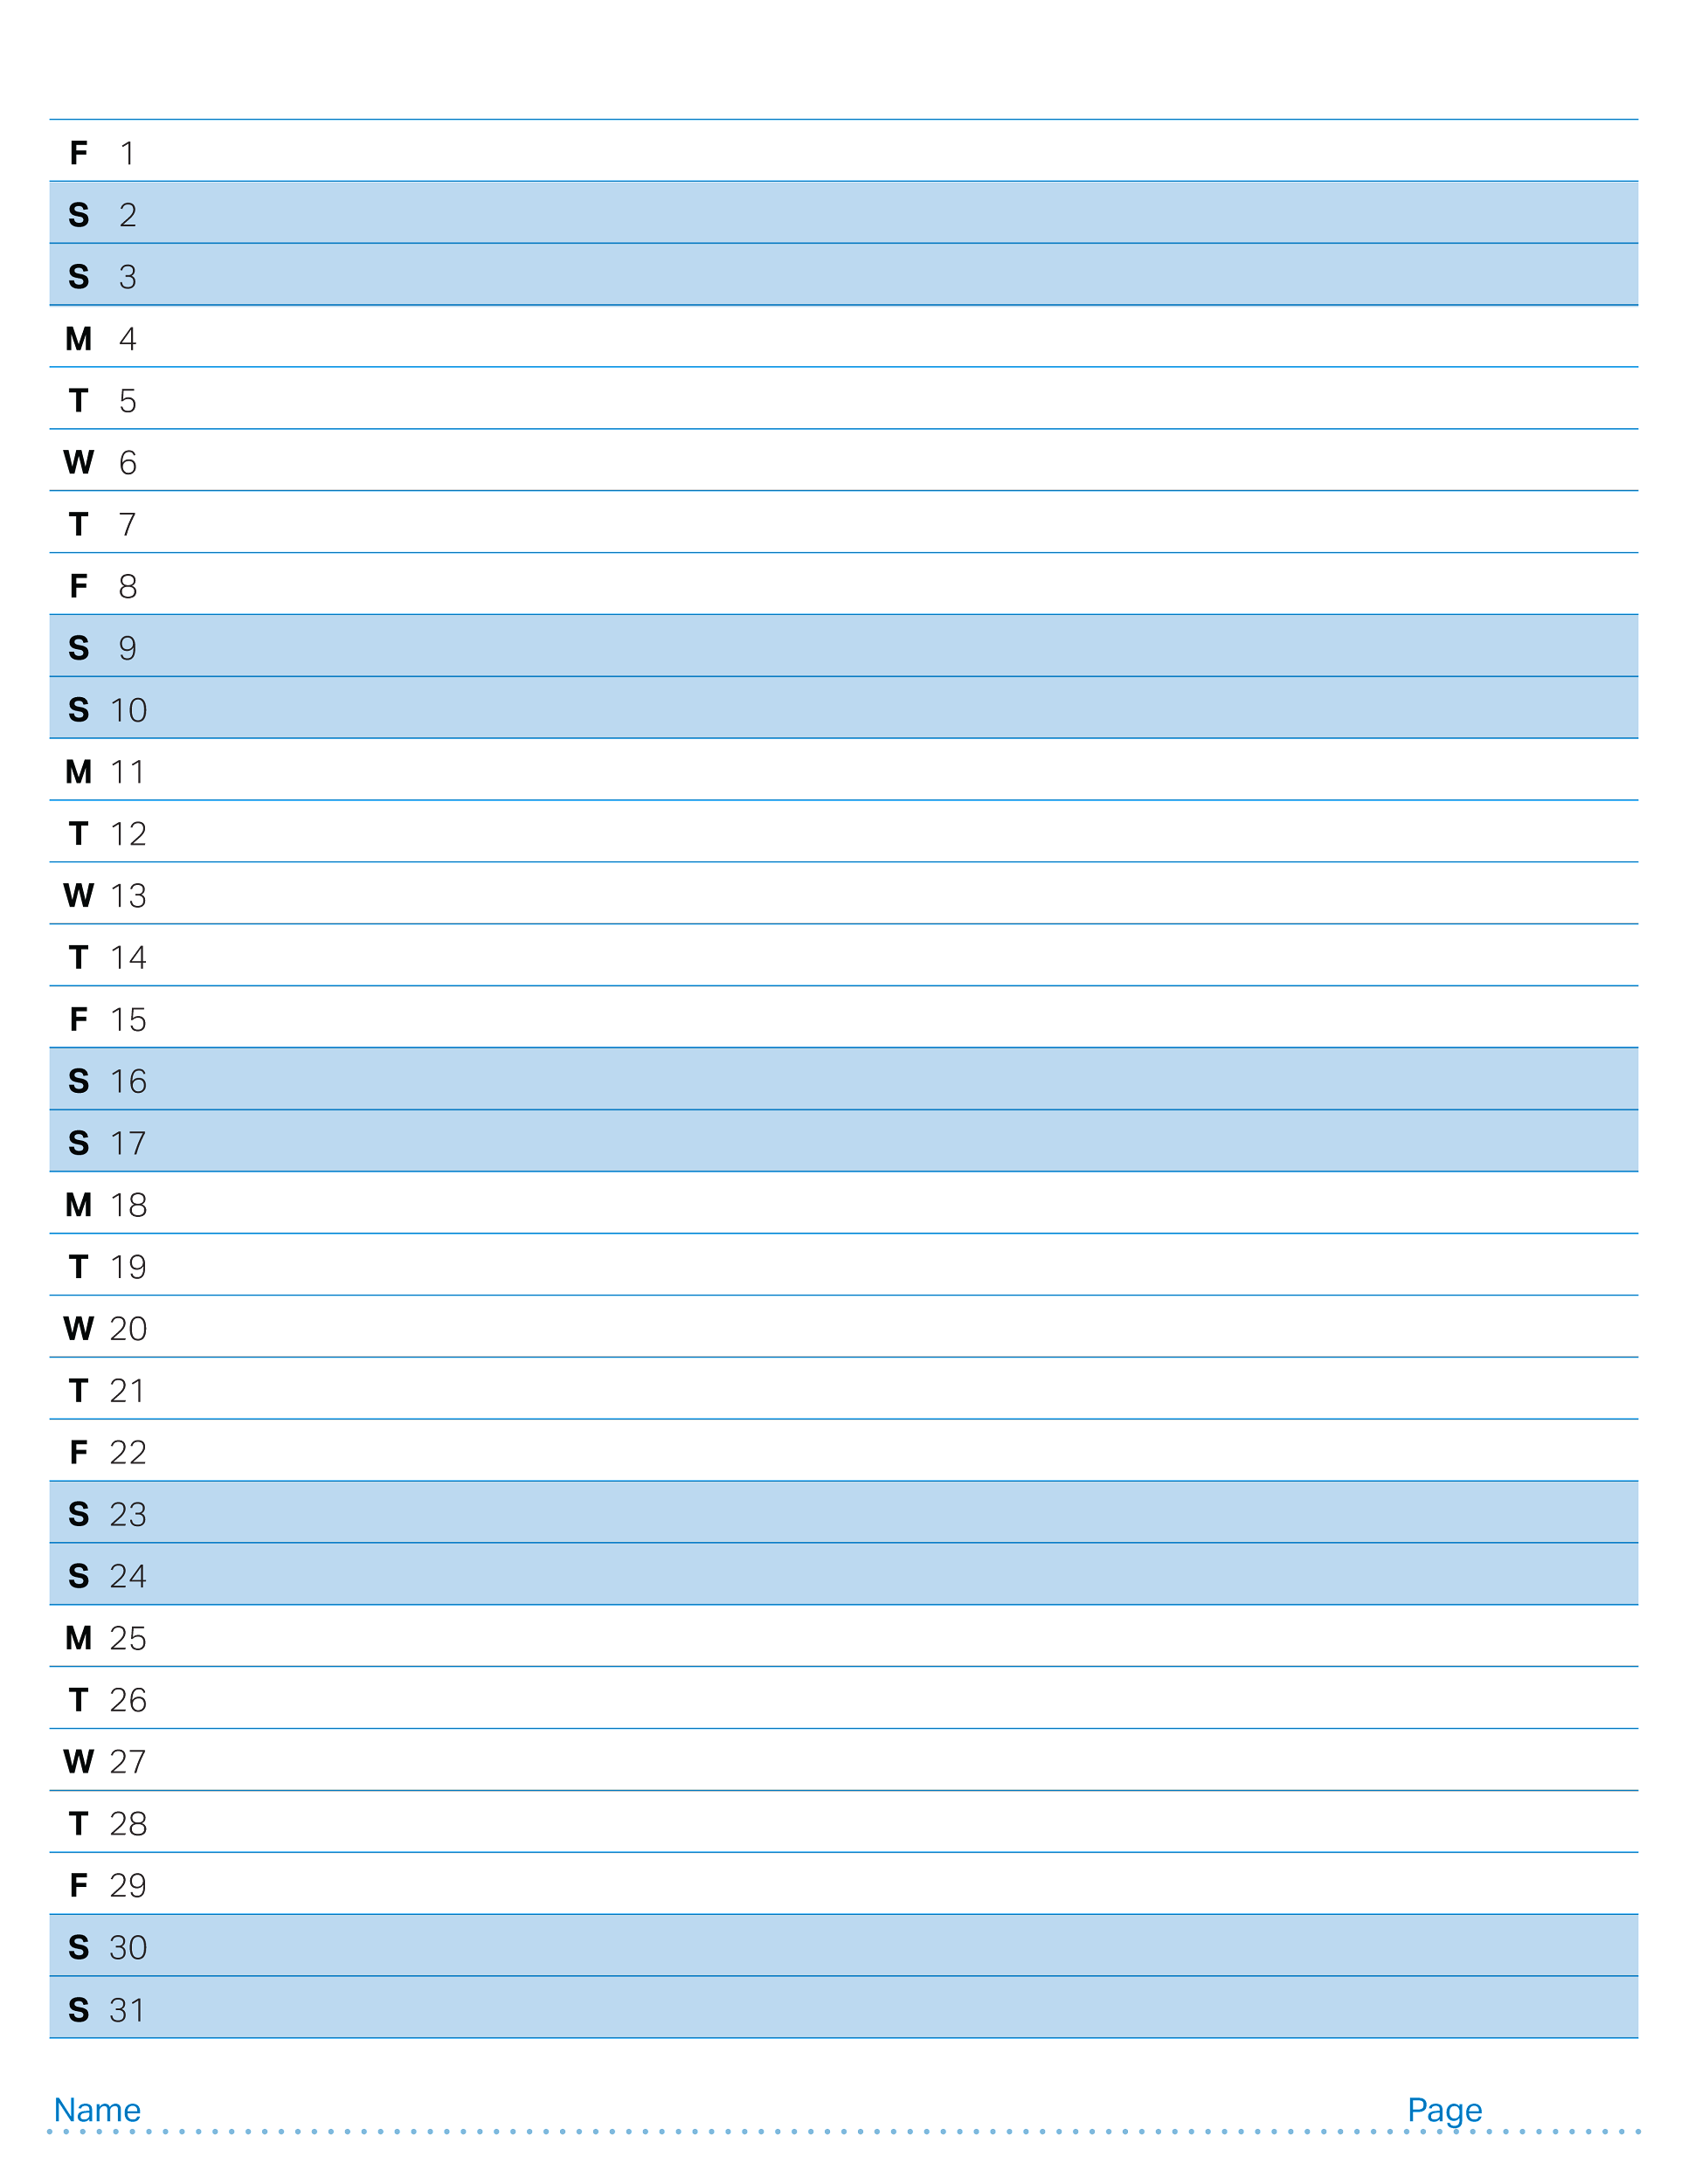 F 1
S 2
S 3
M 4
T 5
W 6
T 7
F 8
S 9
S 10
M 11
T 12
W 13
T 14
F 15
S 16
S 17
M 18
T 19
W 20
T 21
F 22
S 23
S 24
M 25
T 26
W 27
T 28
F 29
S 30
S 31
Name Page